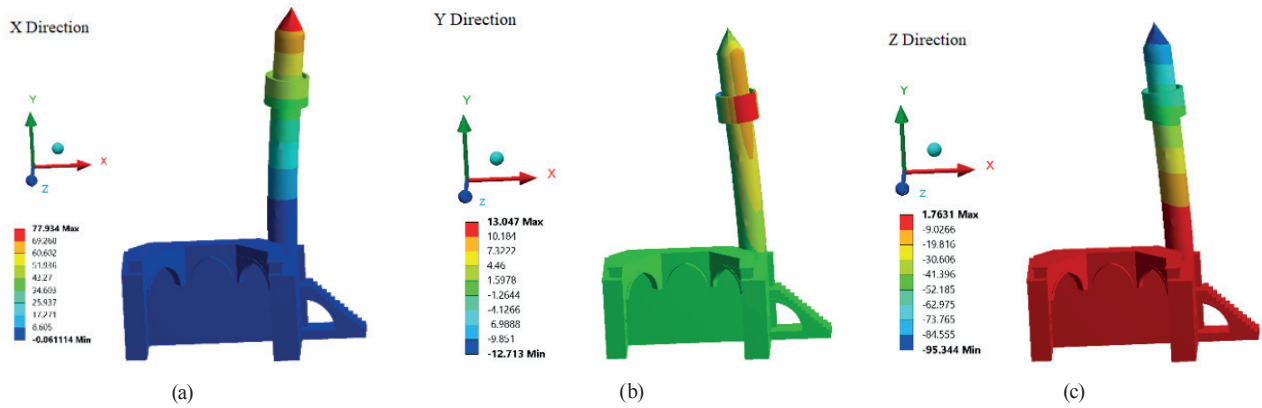 X Direction
Y
X
Z
77.934 Max
69.268
60.602
51.936
43.27
34.603
25.937
17.271
8.605
-0.061114 Min
(a)
Y Direction
Y
X
Z
13.047 Max
10.184
7.3222
4.46
1.5978
-1.2644
-4.1266
-6.9888
-9.851
-12.713 Min
(b)
Z Direction
Y
X
Z
1.7631 Max
-9.0266
-19.816
-30.606
-41.396
-52.185
-62.975
-73.765
-84.555
-95.344 Min
(c)